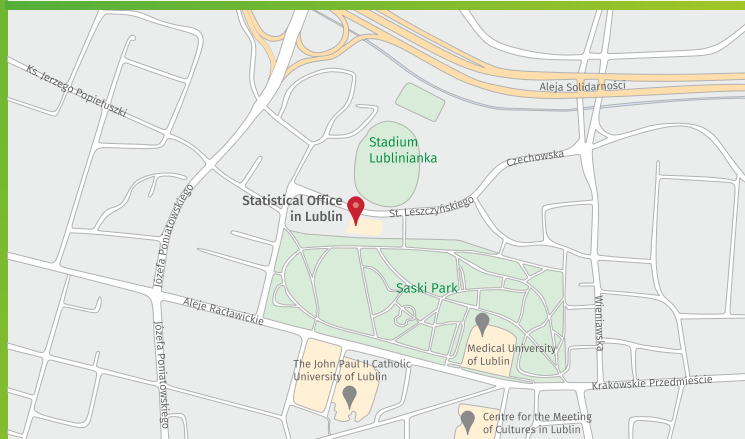 Ks. Jerzego Popiełuszki
Aleja Solidarności
Stadium
Lublinianka
Czechowska
Statistical Office
in Lublin
St. Leszczyńskiego
Józefa Poniatowskiego
Saski Park
Aleje Racławickie
Wieniawska
Józefa Poniatowskiego
Medical University
of Lublin
The John Paul II Catholic
University of Lublin
Krakowskie Przedmieście
Centre for the Meeting
of Cultures in Lublin